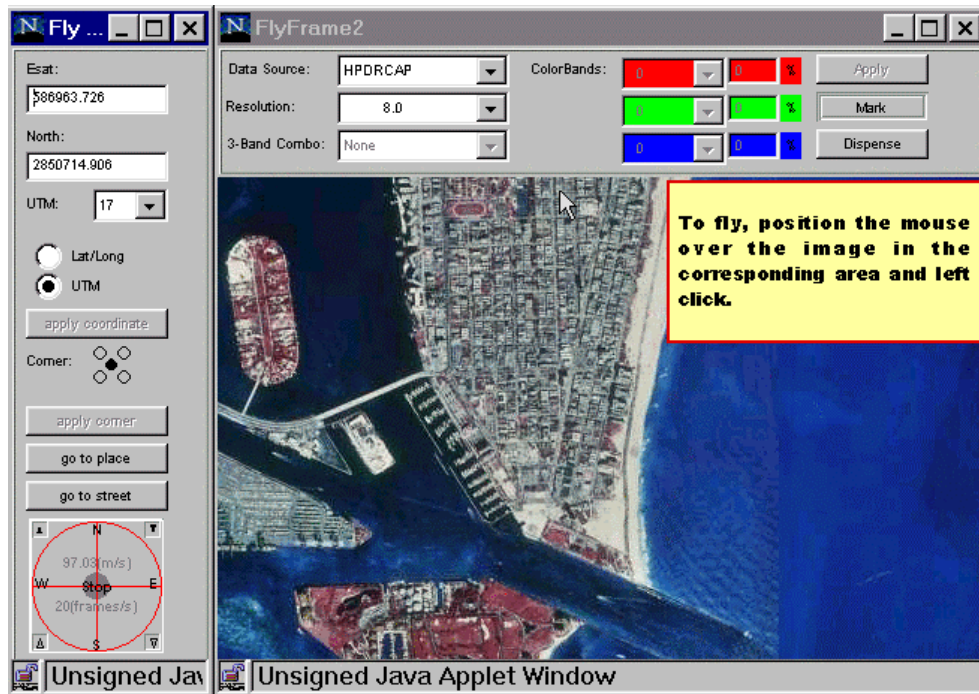 N Fly ...
Esat:
586963.726
North:
2850714.906
UTM: 17
Lat/Long
UTM
apply coordinate
Corner:
apply corner
go to place
go to street
N
97.03(m/s)
W Stop E
20(frames/s)
S
Unsigned Jav
N FlyFrame2
Data Source: HPDRCAP ColorBands: 0 0 % Apply
Resolution: 8.0 0 0 % Mark
3-Band Combo: None 0 0 % Dispense
To fly, position the mouse
over the image in the
corresponding area and left
click.
Unsigned Java Applet Window